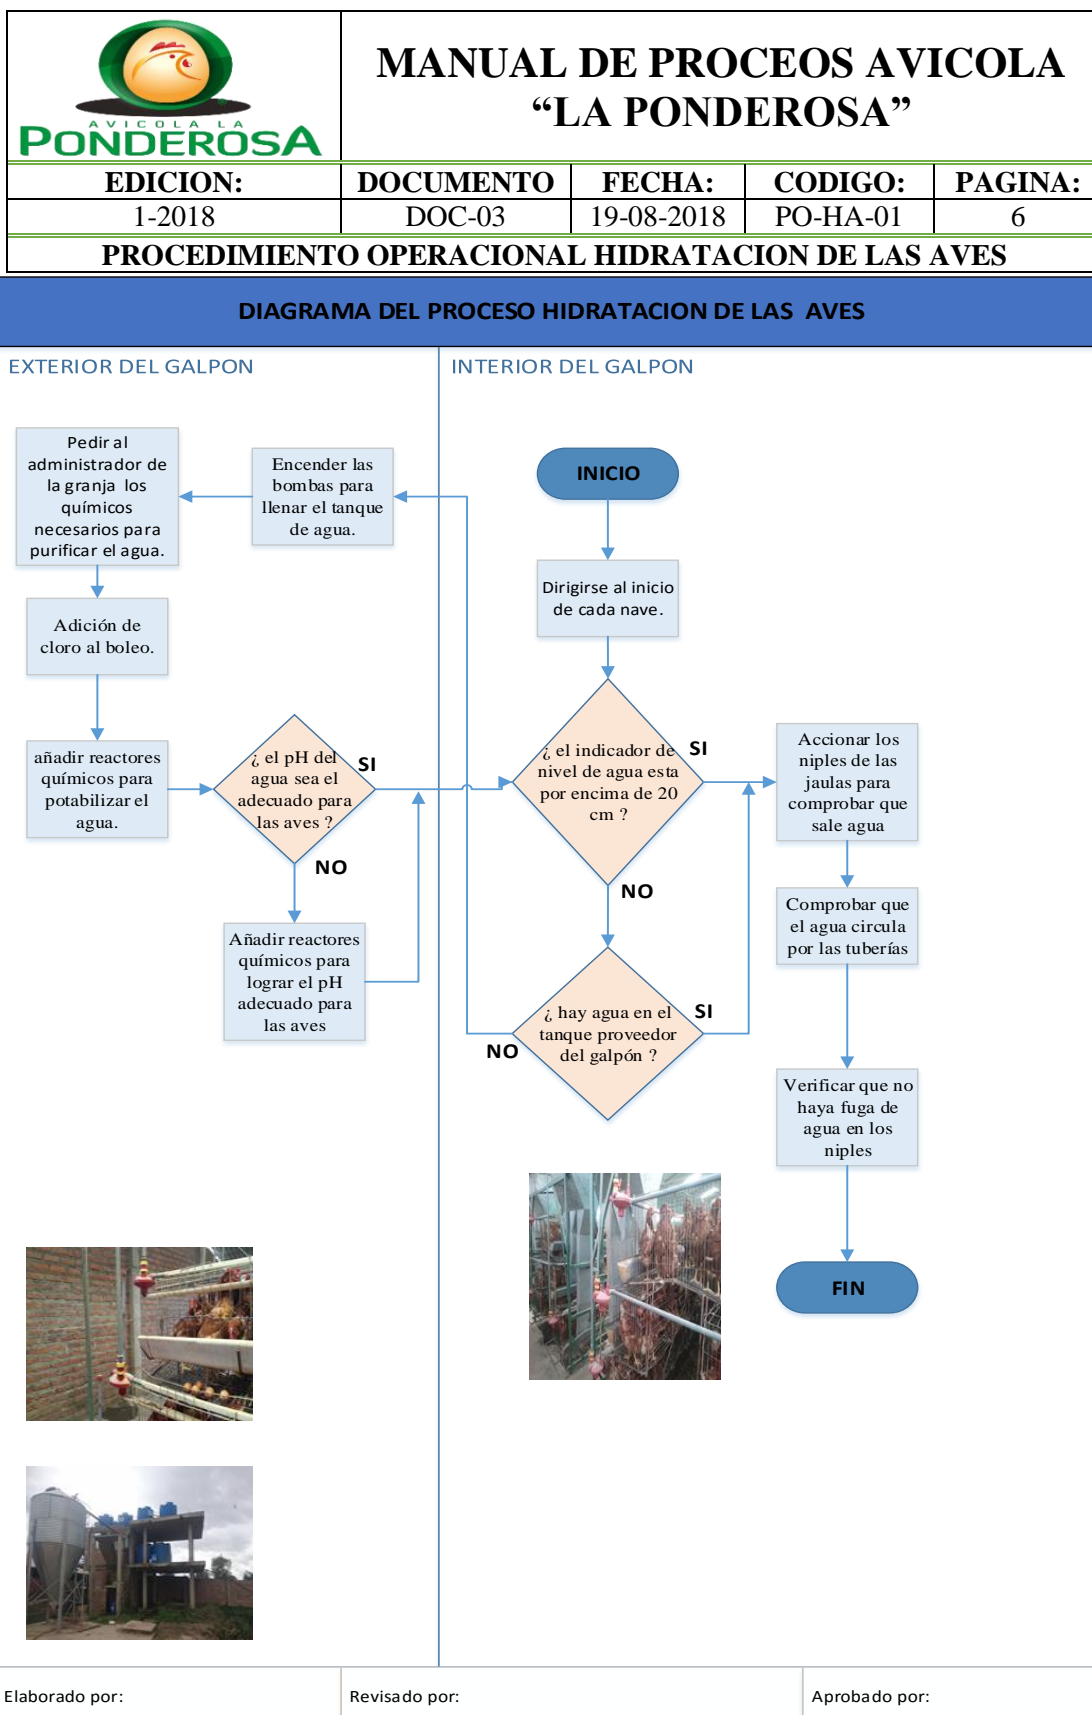 AVICOLA LA
PONDEROSA
MANUAL DE PROCEOS AVICOLA
“LA PONDEROSA”
EDICION:
DOCUMENTO
FECHA:
CODIGO:
PAGINA:
1-2018
DOC-03
19-08-2018
PO-HA-01
6
PROCEDIMIENTO OPERACIONAL HIDRATACION DE LAS AVES
DIAGRAMA DEL PROCESO HIDRATACION DE LAS AVES
EXTERIOR DEL GALPON
INTERIOR DEL GALPON
Pedir al
administrador de
la granja los
químicos
necesarios para
purificar el agua.
Encender las
bombas para
llenar el tanque
de agua.
INICIO
Dirigirse al inicio
de cada nave.
Adición de
cloro al boleo.
añadir reactores
químicos para
potabilizar el
agua.
¿ el pH del
agua sea el
adecuado para
las aves ?
SI
NO
Añadir reactores
químicos para
lograr el pH
adecuado para
las aves
¿ el indicador de
nivel de agua esta
por encima de 20
cm ?
SI
NO
¿ hay agua en el
tanque proveedor
del galpón ?
SI
NO
Accionar los
niples de las
jaulas para
comprobar que
sale agua
Comprobar que
el agua circula
por las tuberías
Verificar que no
haya fuga de
agua en los
niples
FIN
Elaborado por:
Revisado por:
Aprobado por: